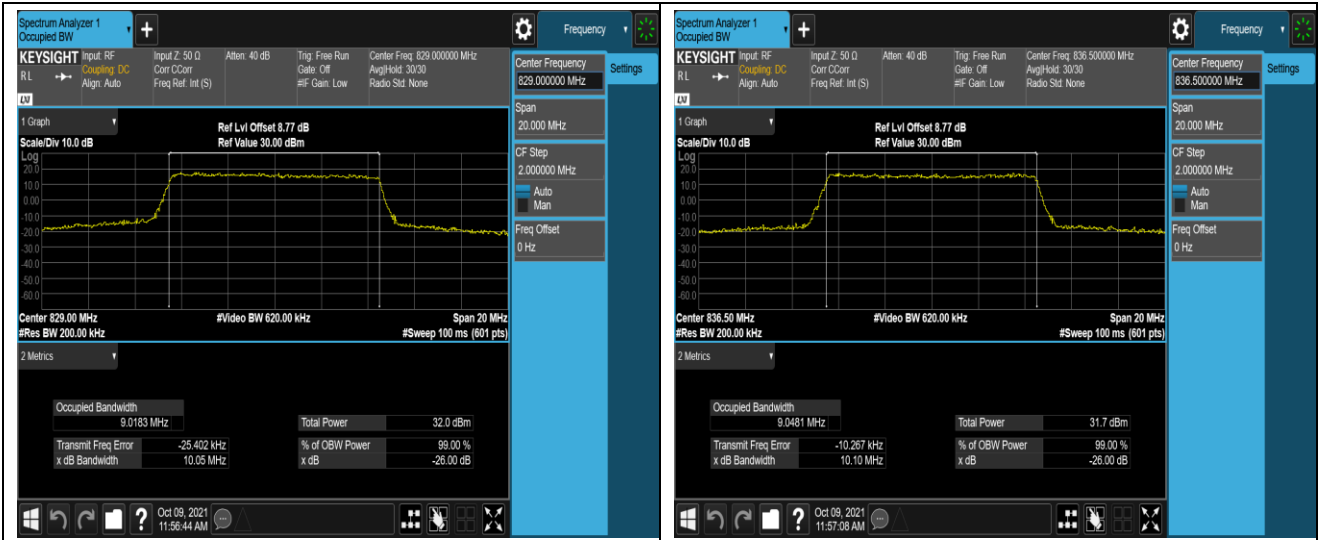 Spectrum Analyzer 1
Occupied BW
+
Frequency
KEYSIGHT
Input: RF
Coupling: DC
Align: Auto
Input Z: 50 Ω
Corr CCorr
Freq Ref: Int (S)
Atten: 40 dB
Trig: Free Run
Gate: Off
#IF Gain: Low
Center Freq: 829.000000 MHz
Avg|Hold: 30/30
Radio Std: None
RL
LXI
Center Frequency
829.000000 MHz
Settings
Span
20.000 MHz
CF Step
2.000000 MHz
Auto
Man
Freq Offset
0 Hz
1 Graph
Scale/Div 10.0 dB
Ref Lvl Offset 8.77 dB
Ref Value 30.00 dBm
Log
20.0
10.0
0.00
-10.0
-20.0
-30.0
-40.0
-50.0
-60.0
Center 829.00 MHz
#Video BW 620.00 kHz
Span 20 MHz
#Res BW 200.00 kHz
#Sweep 100 ms (601 pts)
2 Metrics
Occupied Bandwidth
9.0183 MHz
Total Power 32.0 dBm
Transmit Freq Error -25.402 kHz
% of OBW Power 99.00 %
x dB Bandwidth 10.05 MHz
x dB -26.00 dB
?
Oct 09, 2021
11:56:44 AM
Spectrum Analyzer 1
Occupied BW
+
Frequency
KEYSIGHT
Input: RF
Coupling: DC
Align: Auto
Input Z: 50 Ω
Corr CCorr
Freq Ref: Int (S)
Atten: 40 dB
Trig: Free Run
Gate: Off
#IF Gain: Low
Center Freq: 836.500000 MHz
Avg|Hold: 30/30
Radio Std: None
RL
LXI
Center Frequency
836.500000 MHz
Settings
Span
20.000 MHz
CF Step
2.000000 MHz
Auto
Man
Freq Offset
0 Hz
1 Graph
Scale/Div 10.0 dB
Ref Lvl Offset 8.77 dB
Ref Value 30.00 dBm
Log
20.0
10.0
0.00
-10.0
-20.0
-30.0
-40.0
-50.0
-60.0
Center 836.50 MHz
#Video BW 620.00 kHz
Span 20 MHz
#Res BW 200.00 kHz
#Sweep 100 ms (601 pts)
2 Metrics
Occupied Bandwidth
9.0481 MHz
Total Power 31.7 dBm
Transmit Freq Error -10.267 kHz
% of OBW Power 99.00 %
x dB Bandwidth 10.10 MHz
x dB -26.00 dB
?
Oct 09, 2021
11:57:08 AM